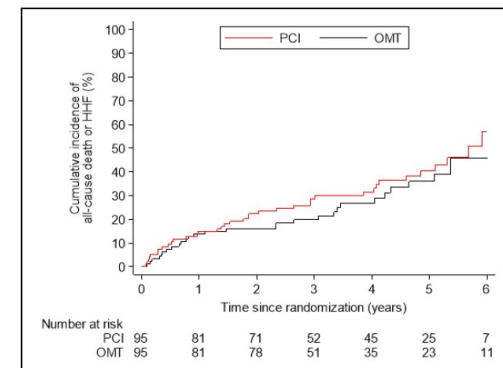 PCI OMT
Cumulative incidence of
all-cause death or HHF (%)
100
90
80
70
60
50
40
30
20
10
0
0 1 2 3 4 5 6
Time since randomization (years)
Number at risk
PCI 95 81 71 52 45 25 7
OMT 95 81 78 51 35 23 11